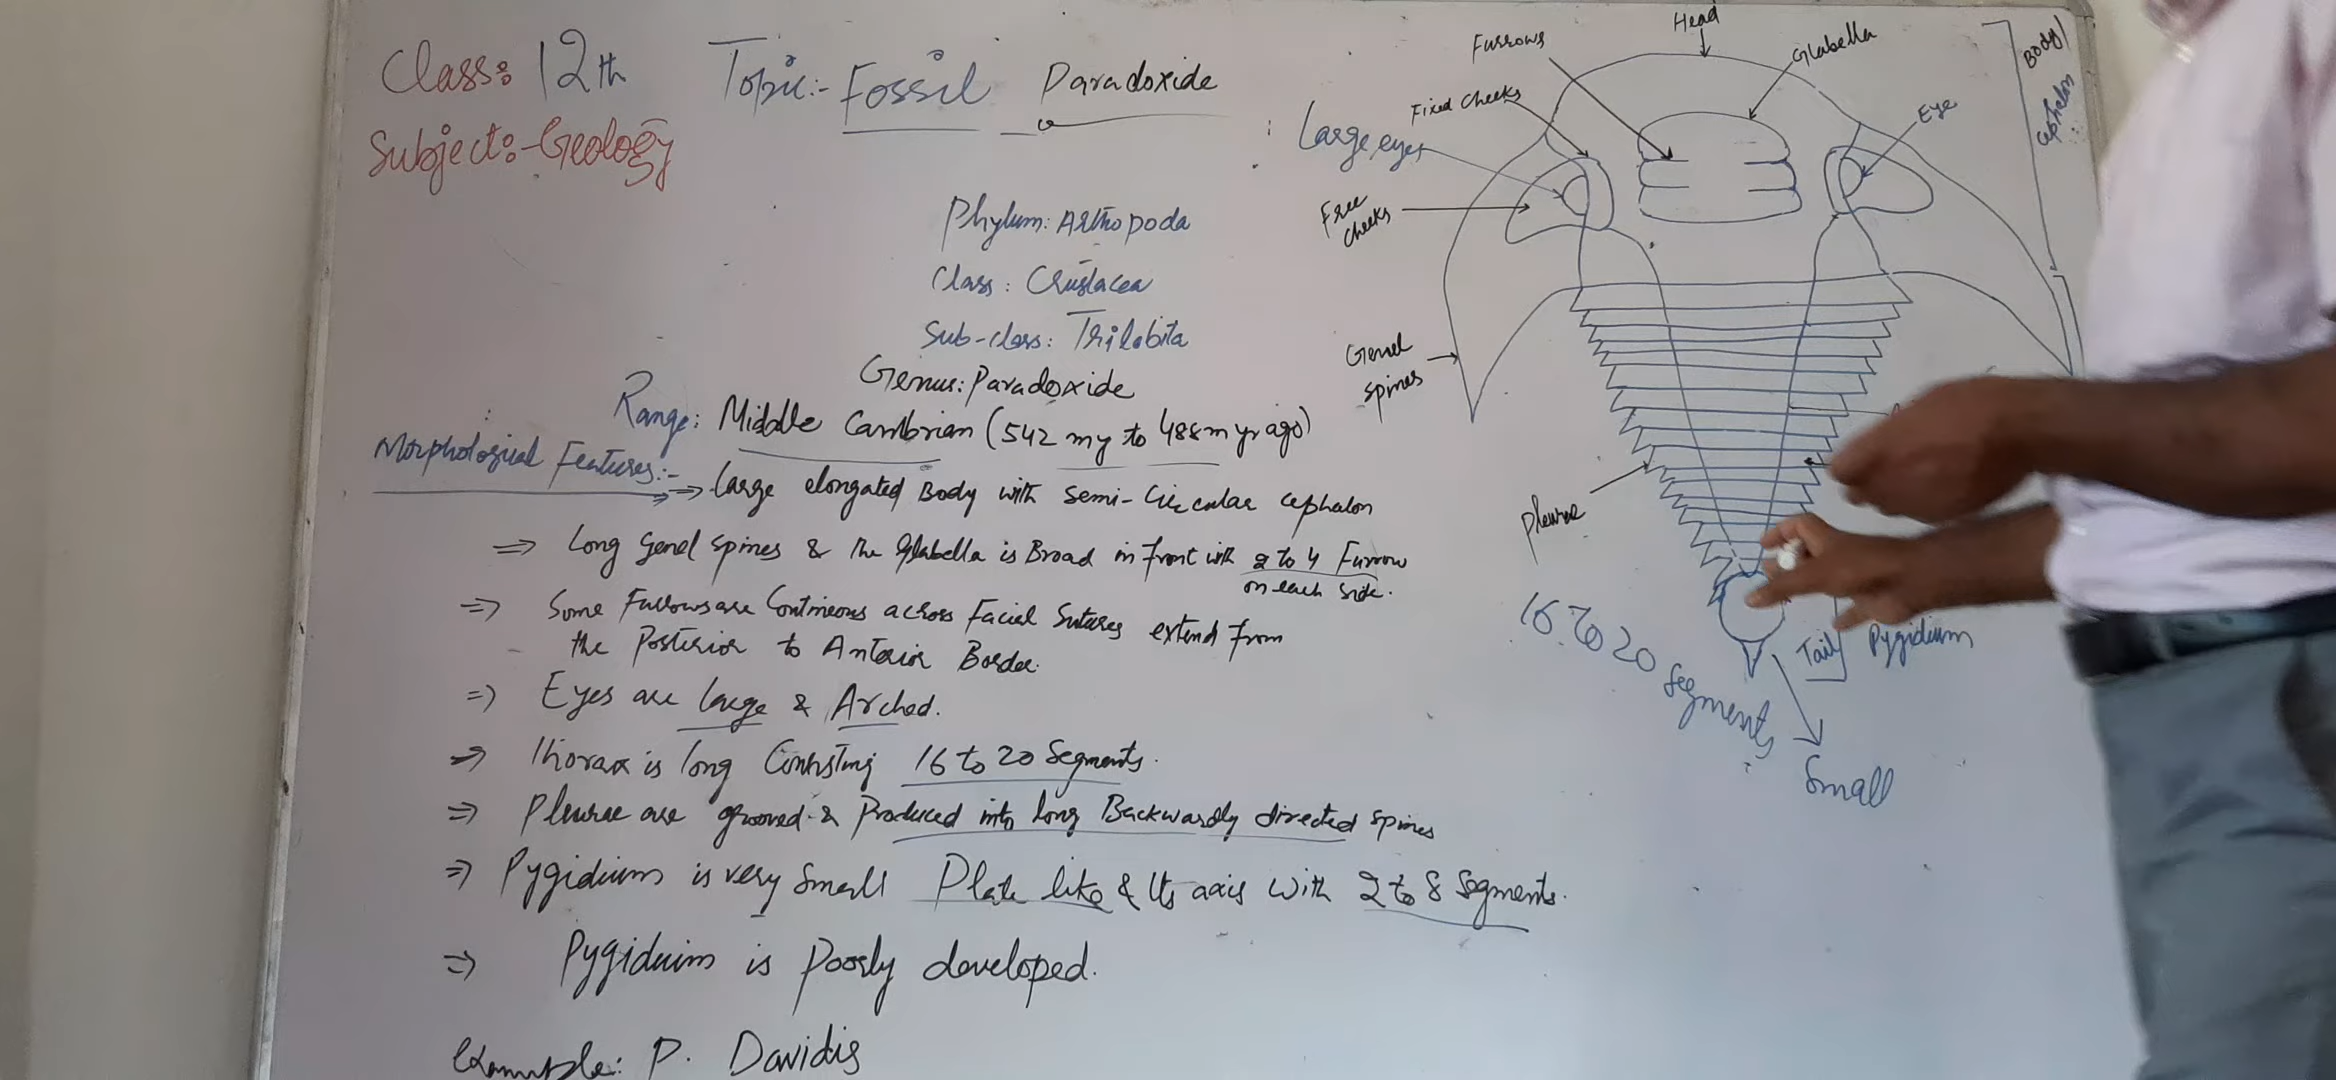 Class: 12th
Subject:- Geology
Topic:- Fossil Paradoxide
Phylum: Arthopoda
Class: Crustacea
Sub-class: Trilobita
Genus: Paradoxide
Range: Middle Cambrian (542 my to 488 m yr ago)
Morphological Features:-
⇒ Large elongated Body with Semi-Circular cephalon
⇒ Long Genel Spines & the Glabella is Broad in front with 2 to 4 Furrow
on each side.
⇒ Some Furrows are Contineous across Facial Sutures extend from
the Posterior to Anterior Border.
⇒ Eyes are large & Arched.
⇒ Thorax is long Consisting 16 to 20 Segments.
⇒ Pleurae are grooved & Produced into long Backwardly directed spines
⇒ Pygidium is very small Plate like & Its axis with 2 to 8 Segments.
⇒ Pygidium is Poorly developed.
Example: P. Davidis
Head
Furrows
Glabella
Fixed cheeks
Eye
Large eyes
Free
cheeks
Genel
spines
Pleurae
16 to 20 segments
Tail
Pygidium
Small
Body/
cephalon